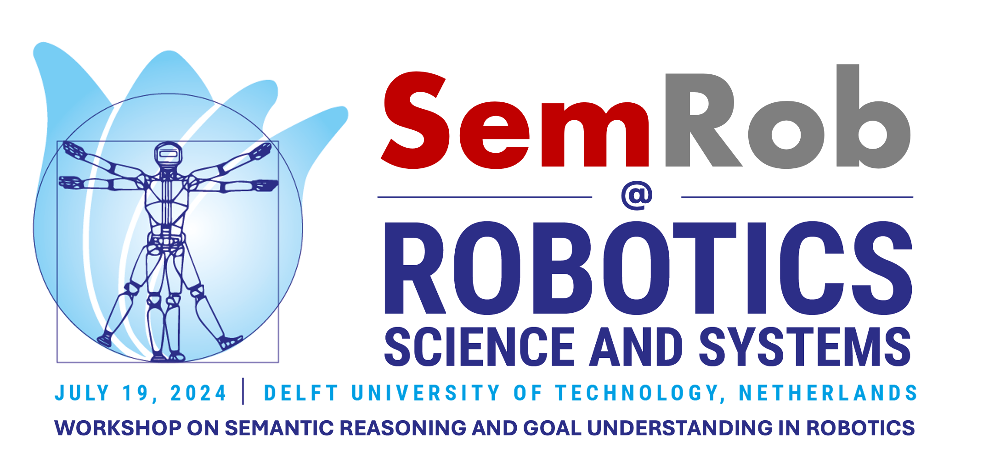 SemRob
@
ROBOTICS
SCIENCE AND SYSTEMS
JULY 19, 2024 | DELFT UNIVERSITY OF TECHNOLOGY, NETHERLANDS
WORKSHOP ON SEMANTIC REASONING AND GOAL UNDERSTANDING IN ROBOTICS